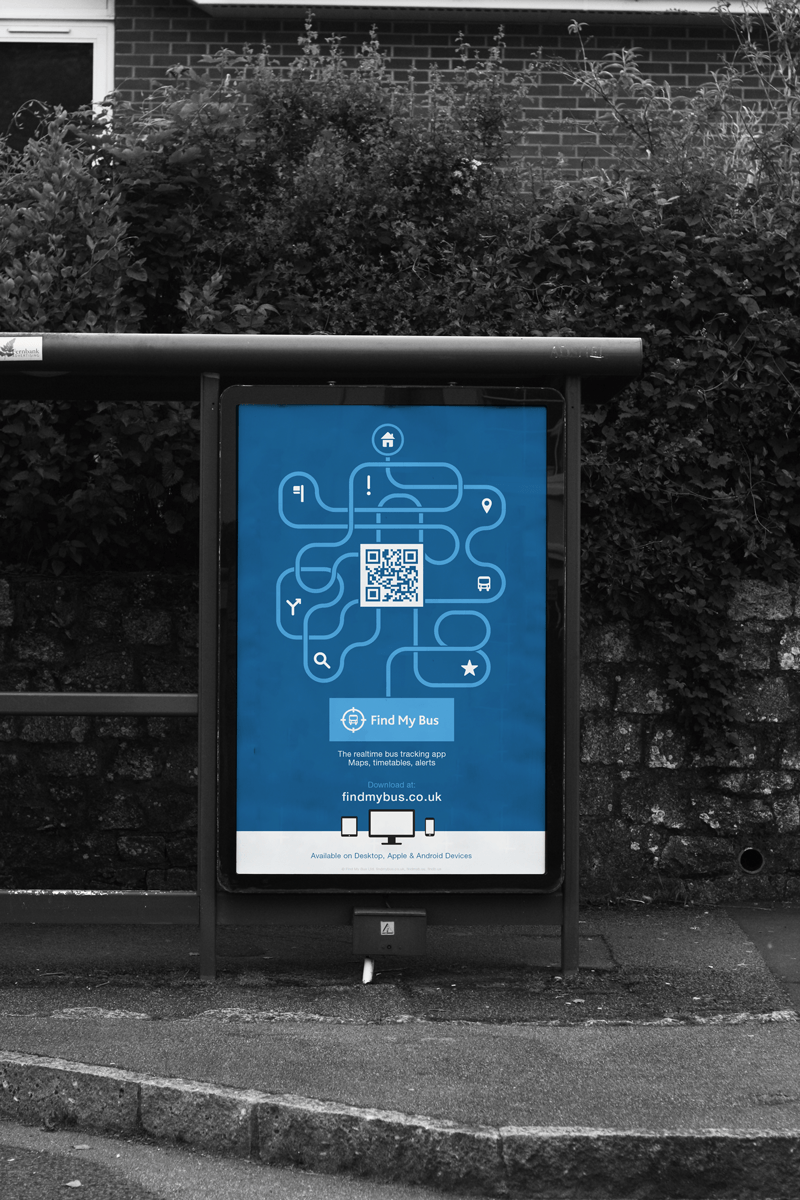 Find My Bus
The realtime bus tracking app
Maps, timetables, alerts
Download at:
findmybus.co.uk
Available on Desktop, Apple & Android Devices